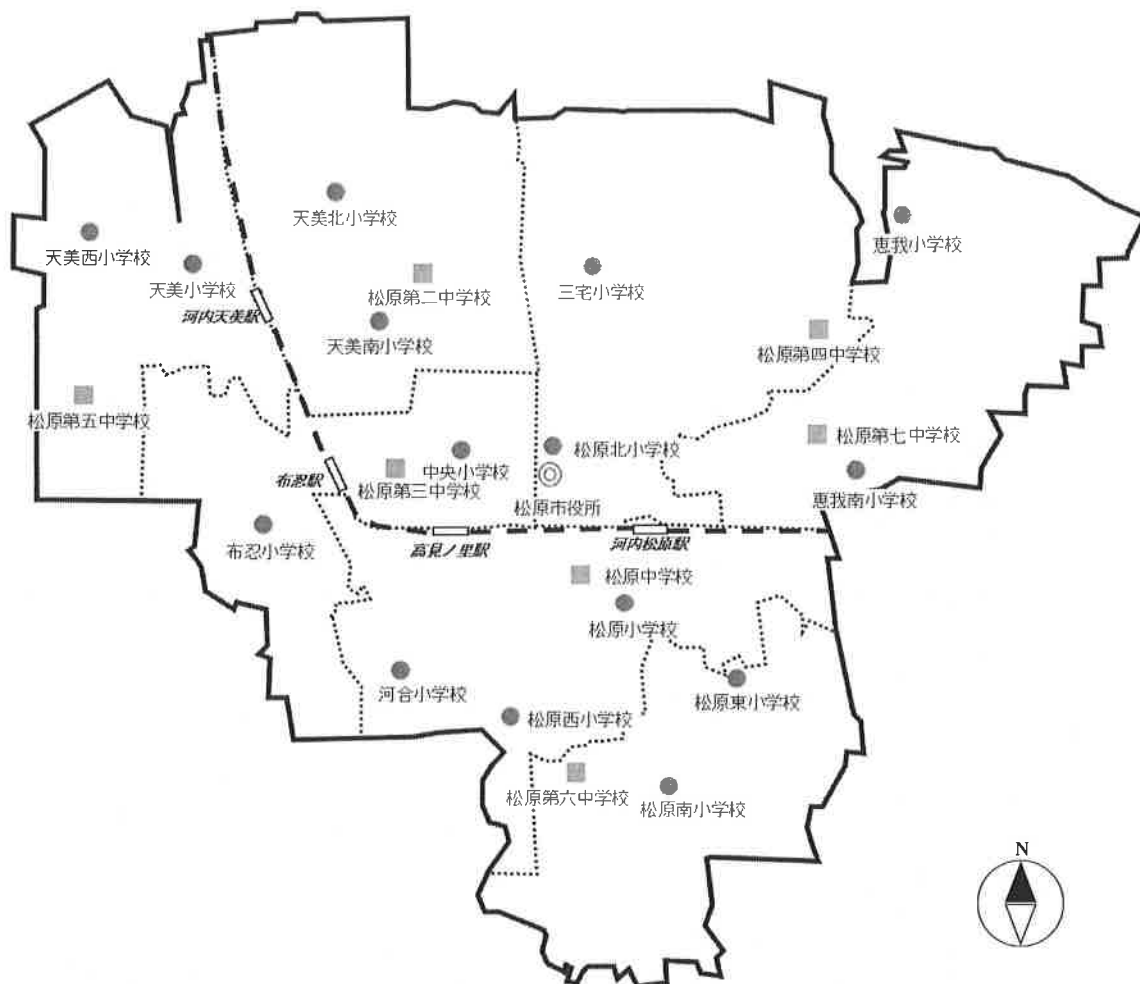 天美北小学校
恵我小学校
天美西小学校
天美小学校
松原第二中学校
三宅小学校
河内天美駅
天美南小学校
松原第四中学校
松原第五中学校
松原第七中学校
松原北小学校
中央小学校
布忍駅
松原第三中学校
恵我南小学校
松原市役所
布忍小学校
高見ノ里駅
河内松原駅
松原中学校
松原小学校
河合小学校
松原東小学校
松原西小学校
松原第六中学校
松原南小学校
N